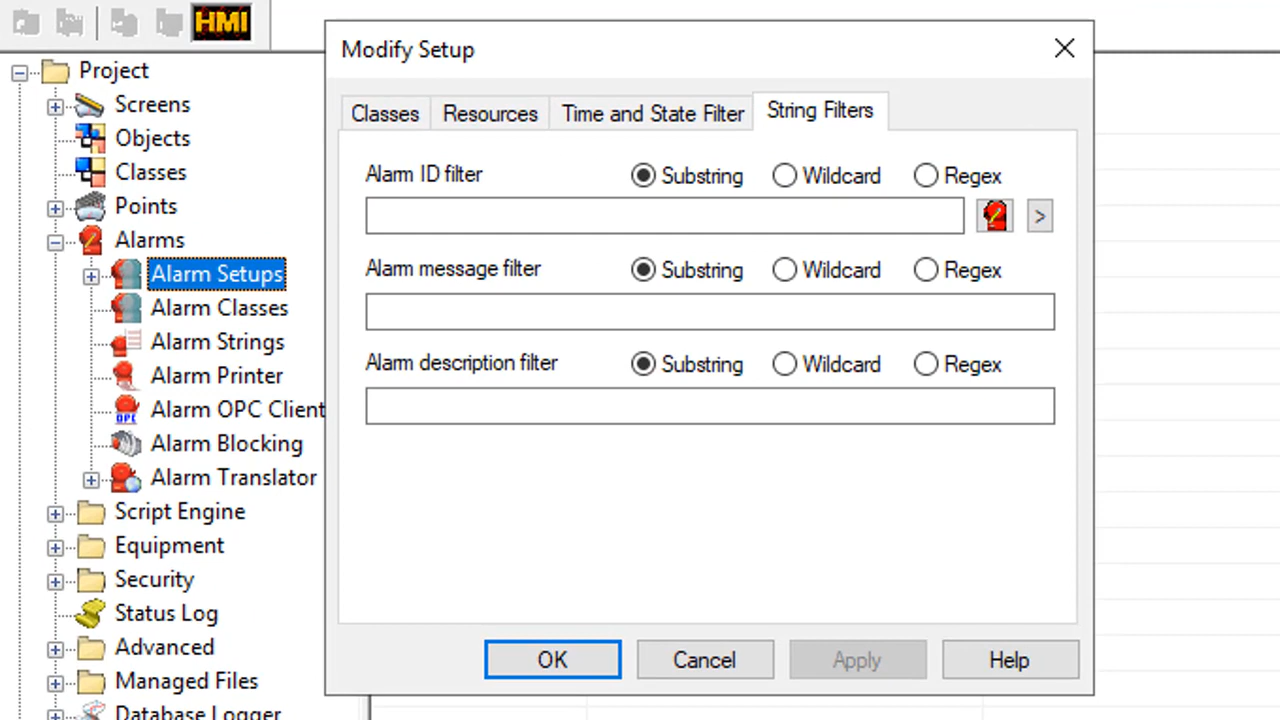 HMI
Project
Screens
Objects
Classes
Points
Alarms
Alarm Setups
Alarm Classes
Alarm Strings
Alarm Printer
Alarm OPC Client
OPC
Alarm Blocking
Alarm Translator
Script Engine
Equipment
Security
Status Log
Advanced
Managed Files
Database Logger
Modify Setup
Classes Resources Time and State Filter String Filters
Alarm ID filter Substring Wildcard Regex
>
Alarm message filter Substring Wildcard Regex
Alarm description filter Substring Wildcard Regex
OK Cancel Apply Help